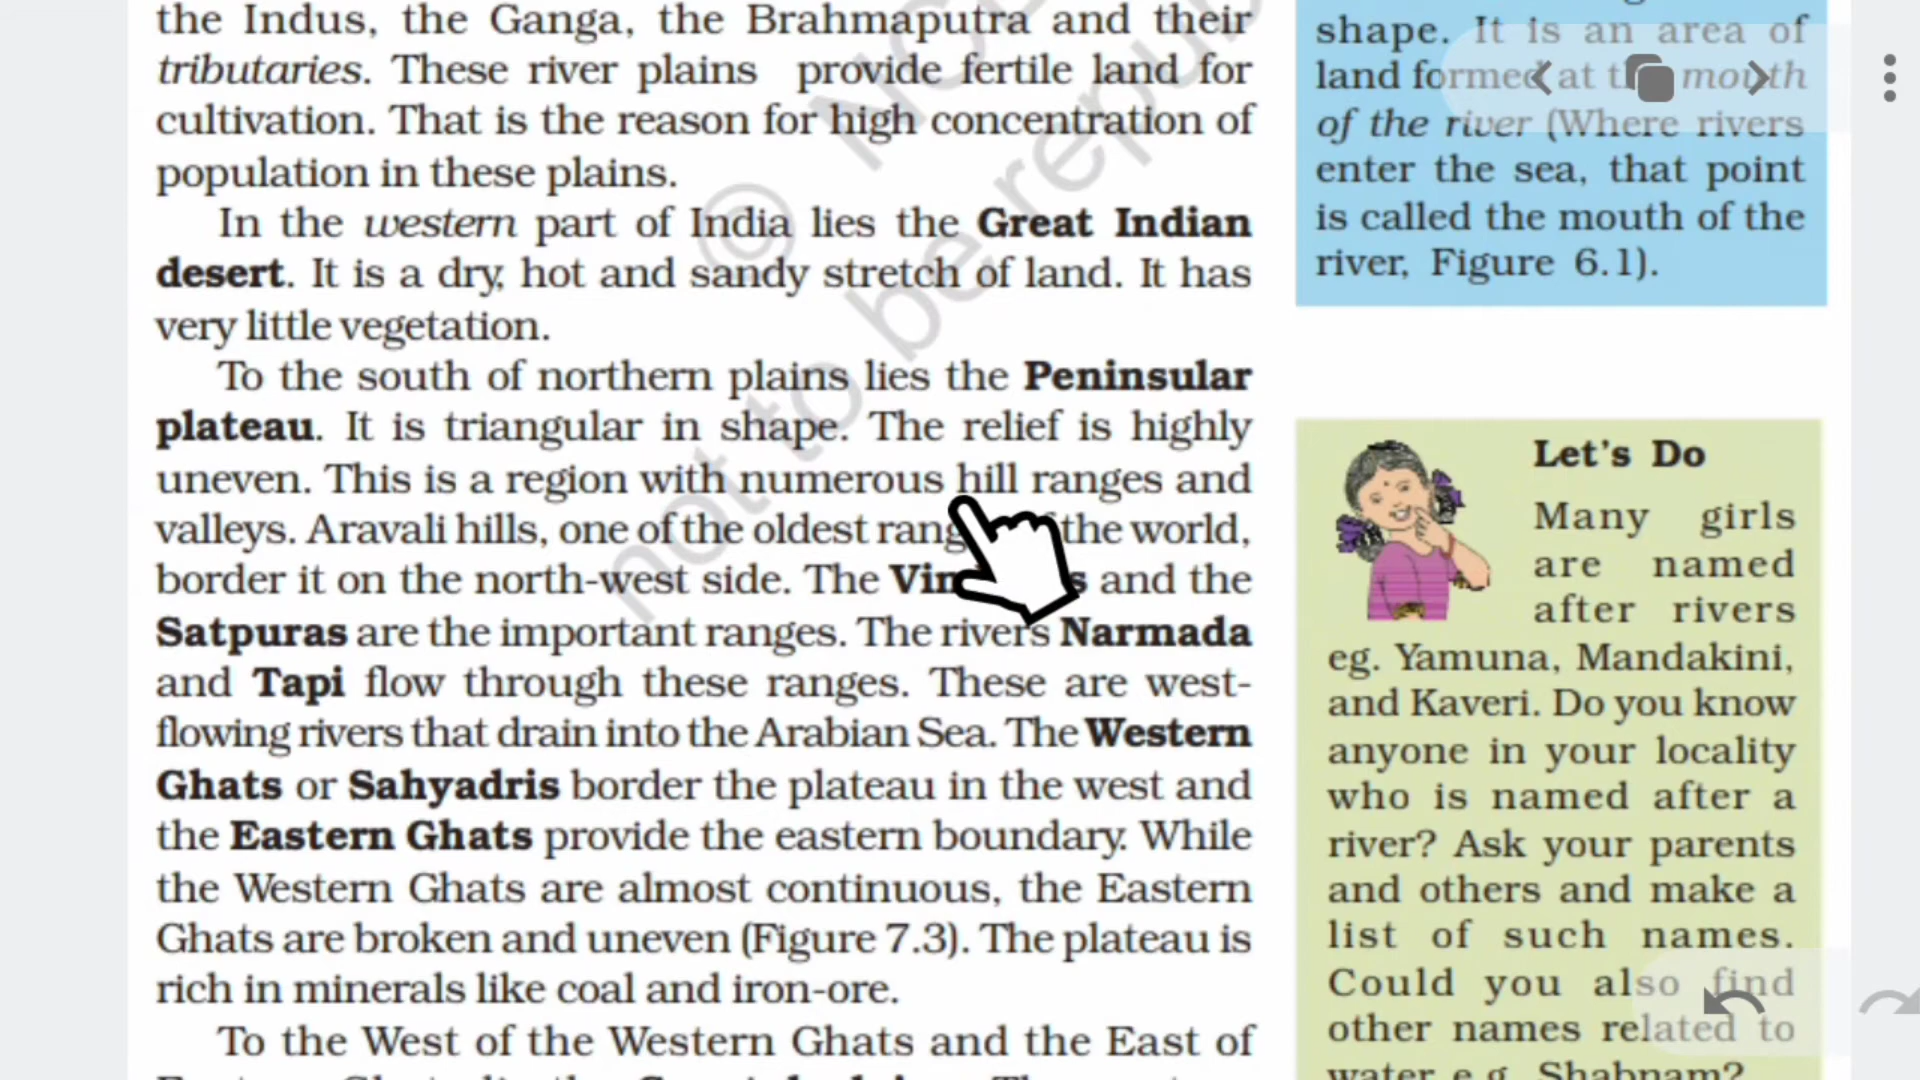 the Indus, the Ganga, the Brahmaputra and their
tributaries. These river plains provide fertile land for
cultivation. That is the reason for high concentration of
population in these plains.
In the western part of India lies the Great Indian
desert. It is a dry, hot and sandy stretch of land. It has
very little vegetation.
To the south of northern plains lies the Peninsular
plateau. It is triangular in shape. The relief is highly
uneven. This is a region with numerous hill ranges and
valleys. Aravali hills, one of the oldest the world,
border it on the north-west side. The and the
Satpuras are the important ranges. The rivers Narmada
and Tapi flow through these ranges. These are west-
flowing rivers that drain into the Arabian Sea. The Western
Ghats or Sahyadris border the plateau in the west and
the Eastern Ghats provide the eastern boundary. While
the Western Ghats are almost continuous, the Eastern
Ghats are broken and uneven (Figure 7.3). The plateau is
rich in minerals like coal and iron-ore.
To the West of the Western Ghats and the East of
shape. It is an area of
land formed at the mouth
of the river (Where rivers
enter the sea, that point
is called the mouth of the
river, Figure 6.1).
Let's Do
Many girls
are named
after rivers
eg. Yamuna, Mandakini,
and Kaveri. Do you know
anyone in your locality
who is named after a
river? Ask your parents
and others and make a
list of such names.
Could you also find
other names related to
water e.g. Shabnam?
© NC
not to be repu